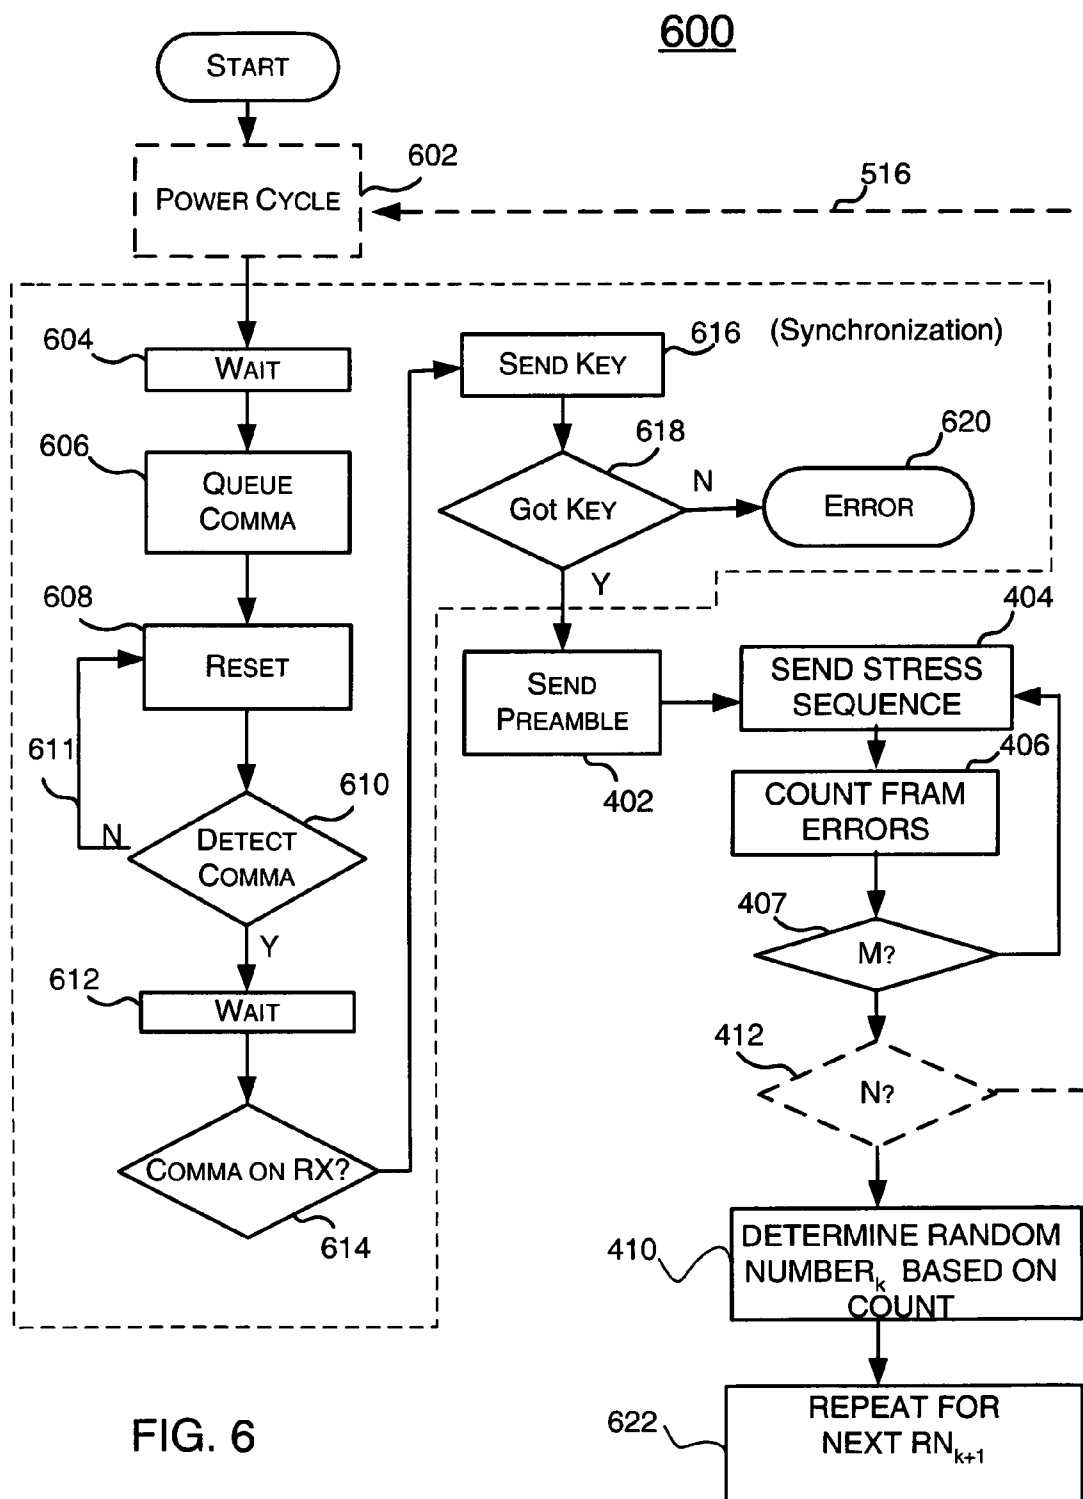 600
START
POWER CYCLE
602
516
(Synchronization)
604
WAIT
606
QUEUE
COMMA
608
RESET
611
N
610
DETECT
COMMA
Y
612
WAIT
COMMA ON RX?
614
SEND KEY
616
618
Got KEY
N
620
ERROR
Y
SEND
PREAMBLE
402
404
SEND STRESS
SEQUENCE
406
COUNT FRAM
ERRORS
407
M?
412
N?
410
DETERMINE RANDOM
NUMBERk BASED ON
COUNT
622
REPEAT FOR
NEXT RNk+1
FIG. 6